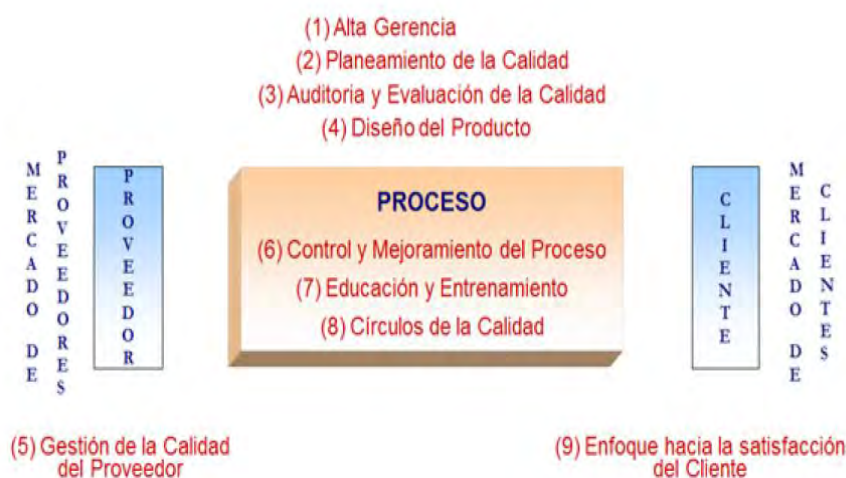 (1) Alta Gerencia
(2) Planeamiento de la Calidad
(3) Auditoria y Evaluación de la Calidad
(4) Diseño del Producto
MERCADO DE
PROVEEDORES
PROVEEDOR
PROCESO
(6) Control y Mejoramiento del Proceso
(7) Educación y Entrenamiento
(8) Círculos de la Calidad
CLIENTE
MERCADO DE
CLIENTES
(5) Gestión de la Calidad
del Proveedor
(9) Enfoque hacia la satisfacción
del Cliente